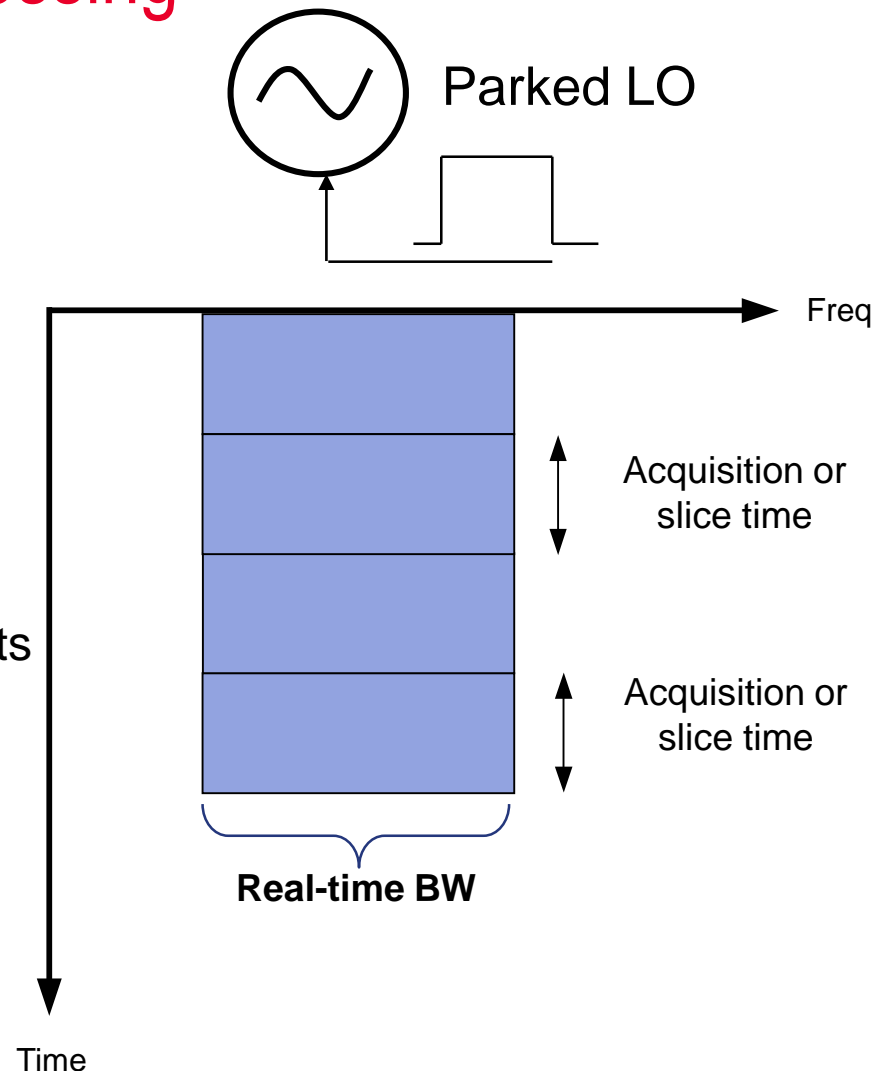 Parked LO
Freq
Acquisition or
slice time
Acquisition or
slice time
Real-time BW
Time